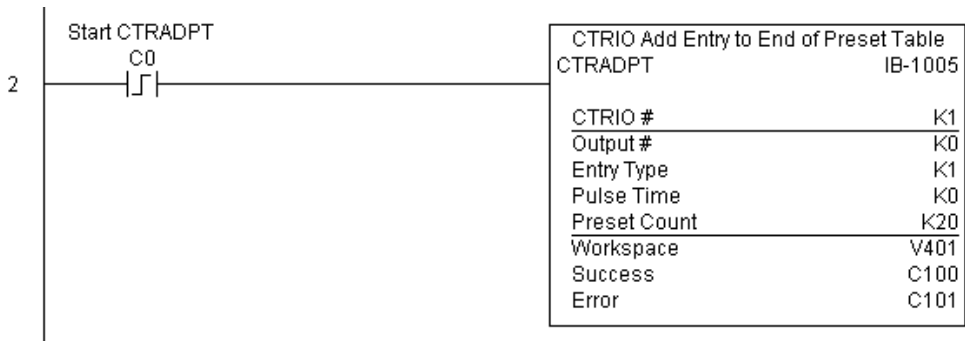 Start CTRADPT
C0
2
CTRIO Add Entry to End of Preset Table
CTRADPT IB-1005
CTRIO # K1
Output # K0
Entry Type K1
Pulse Time K0
Preset Count K20
Workspace V401
Success C100
Error C101